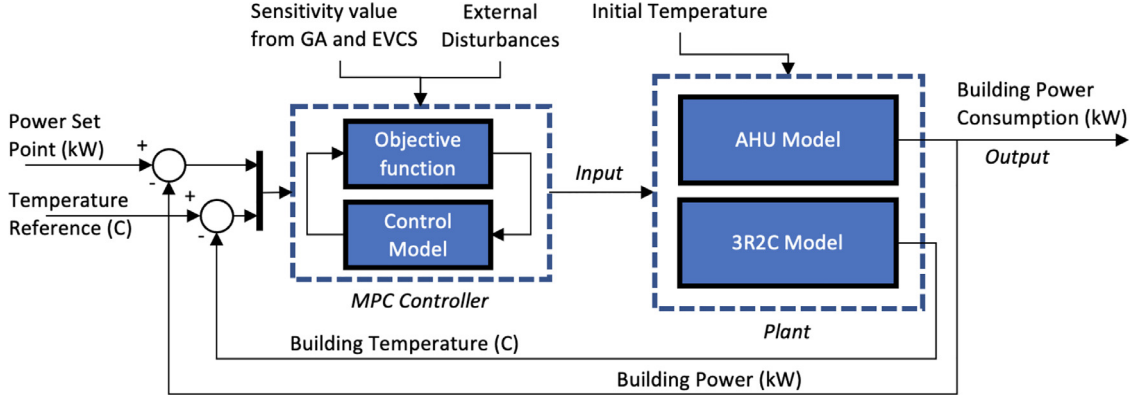 Sensitivity value
from GA and EVCS
External
Disturbances
Initial Temperature
Building Power
Consumption (kW)
Output
Power Set
Point (kW)
+
-
Temperature
Reference (C)
+
-
Objective
function
Control
Model
MPC Controller
Input
AHU Model
3R2C Model
Plant
Building Temperature (C)
Building Power (kW)